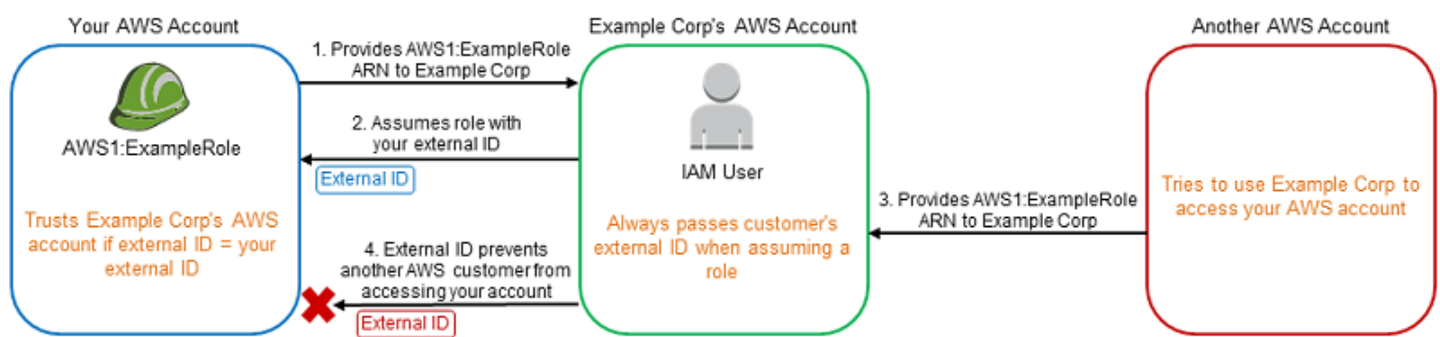 Your AWS Account
Example Corp's AWS Account
Another AWS Account
1. Provides AWS1:ExampleRole
ARN to Example Corp
AWS1:ExampleRole
2. Assumes role with
your external ID
External ID
Trusts Example Corp's AWS
account if external ID = your
external ID
4. External ID prevents
another AWS customer from
accessing your account
External ID
IAM User
Always passes customer's
external ID when assuming a
role
3. Provides AWS1:ExampleRole
ARN to Example Corp
Tries to use Example Corp to
access your AWS account